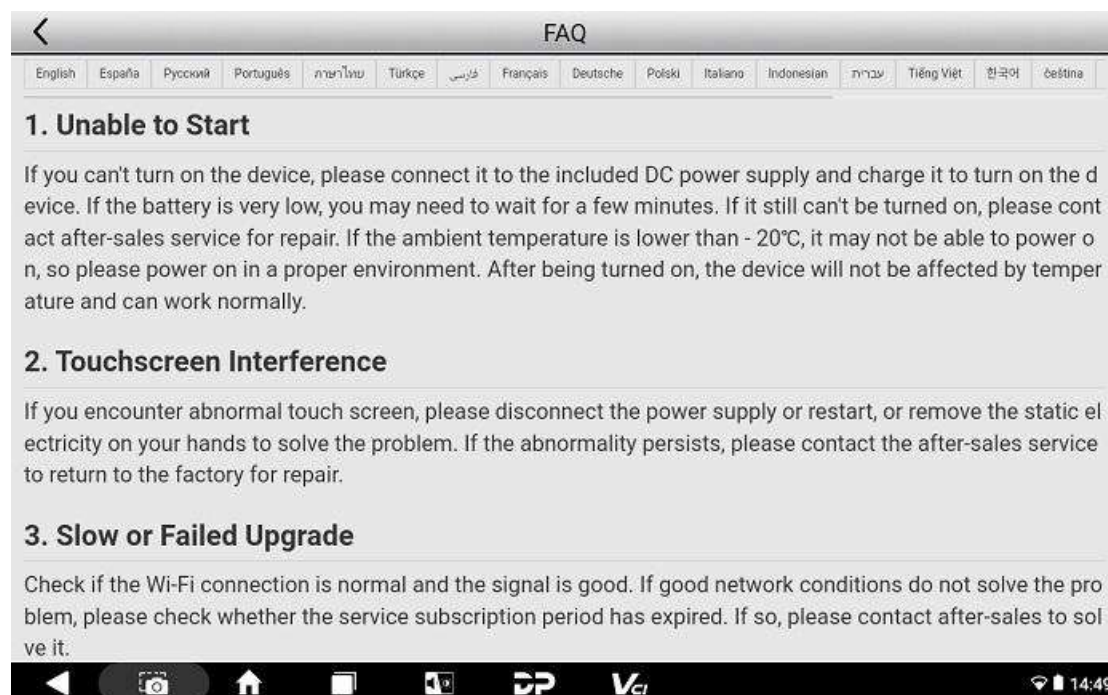 FAQ
English España Русский Português ภาษาไทย Türkçe فارسی Français Deutsche Polski Italiano Indonesian עברית Tiếng Việt 한국어 čeština
1. Unable to Start
If you can't turn on the device, please connect it to the included DC power supply and charge it to turn on the d
evice. If the battery is very low, you may need to wait for a few minutes. If it still can't be turned on, please cont
act after-sales service for repair. If the ambient temperature is lower than - 20℃, it may not be able to power o
n, so please power on in a proper environment. After being turned on, the device will not be affected by temper
ature and can work normally.
2. Touchscreen Interference
If you encounter abnormal touch screen, please disconnect the power supply or restart, or remove the static el
ectricity on your hands to solve the problem. If the abnormality persists, please contact the after-sales service
to return to the factory for repair.
3. Slow or Failed Upgrade
Check if the Wi-Fi connection is normal and the signal is good. If good network conditions do not solve the pro
blem, please check whether the service subscription period has expired. If so, please contact after-sales to sol
ve it.
DP VCI 14:49